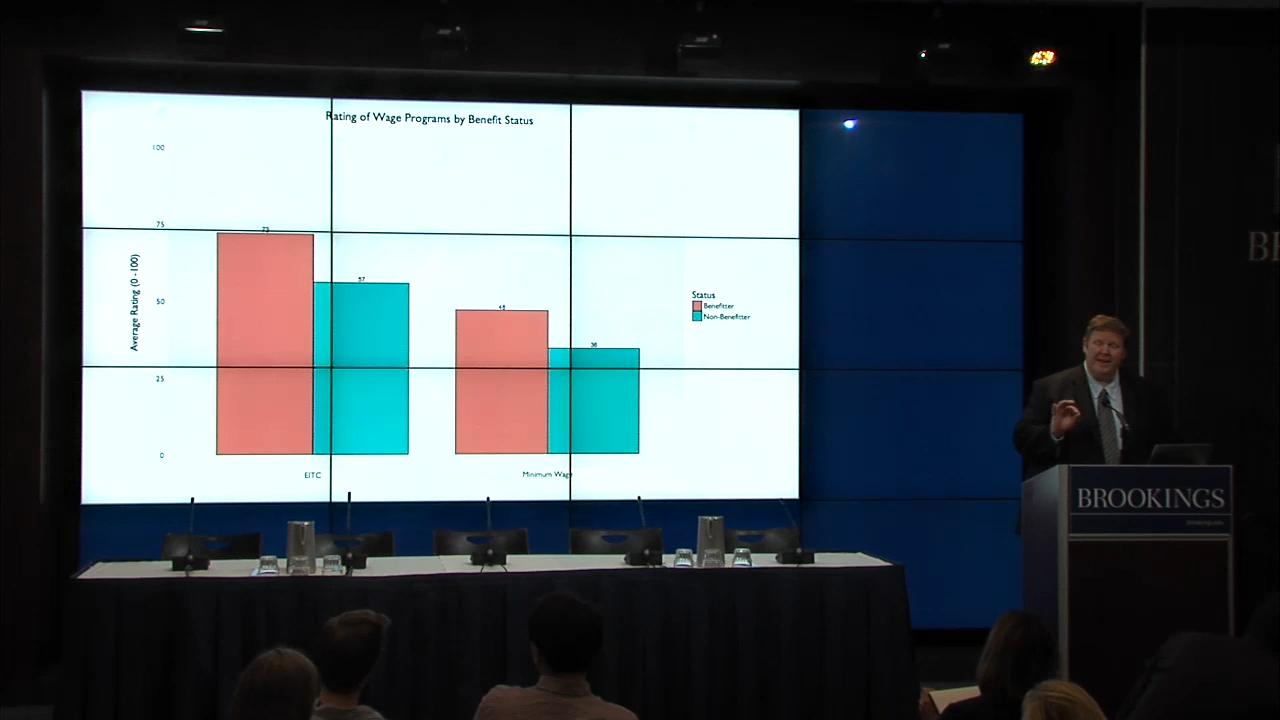 Rating of Wage Programs by Benefit Status
100
75
50
25
0
Average Rating (0 - 100)
73
57
48
36
EITC
Minimum Wage
Status
Benefitter
Non-Benefitter
BROOKINGS